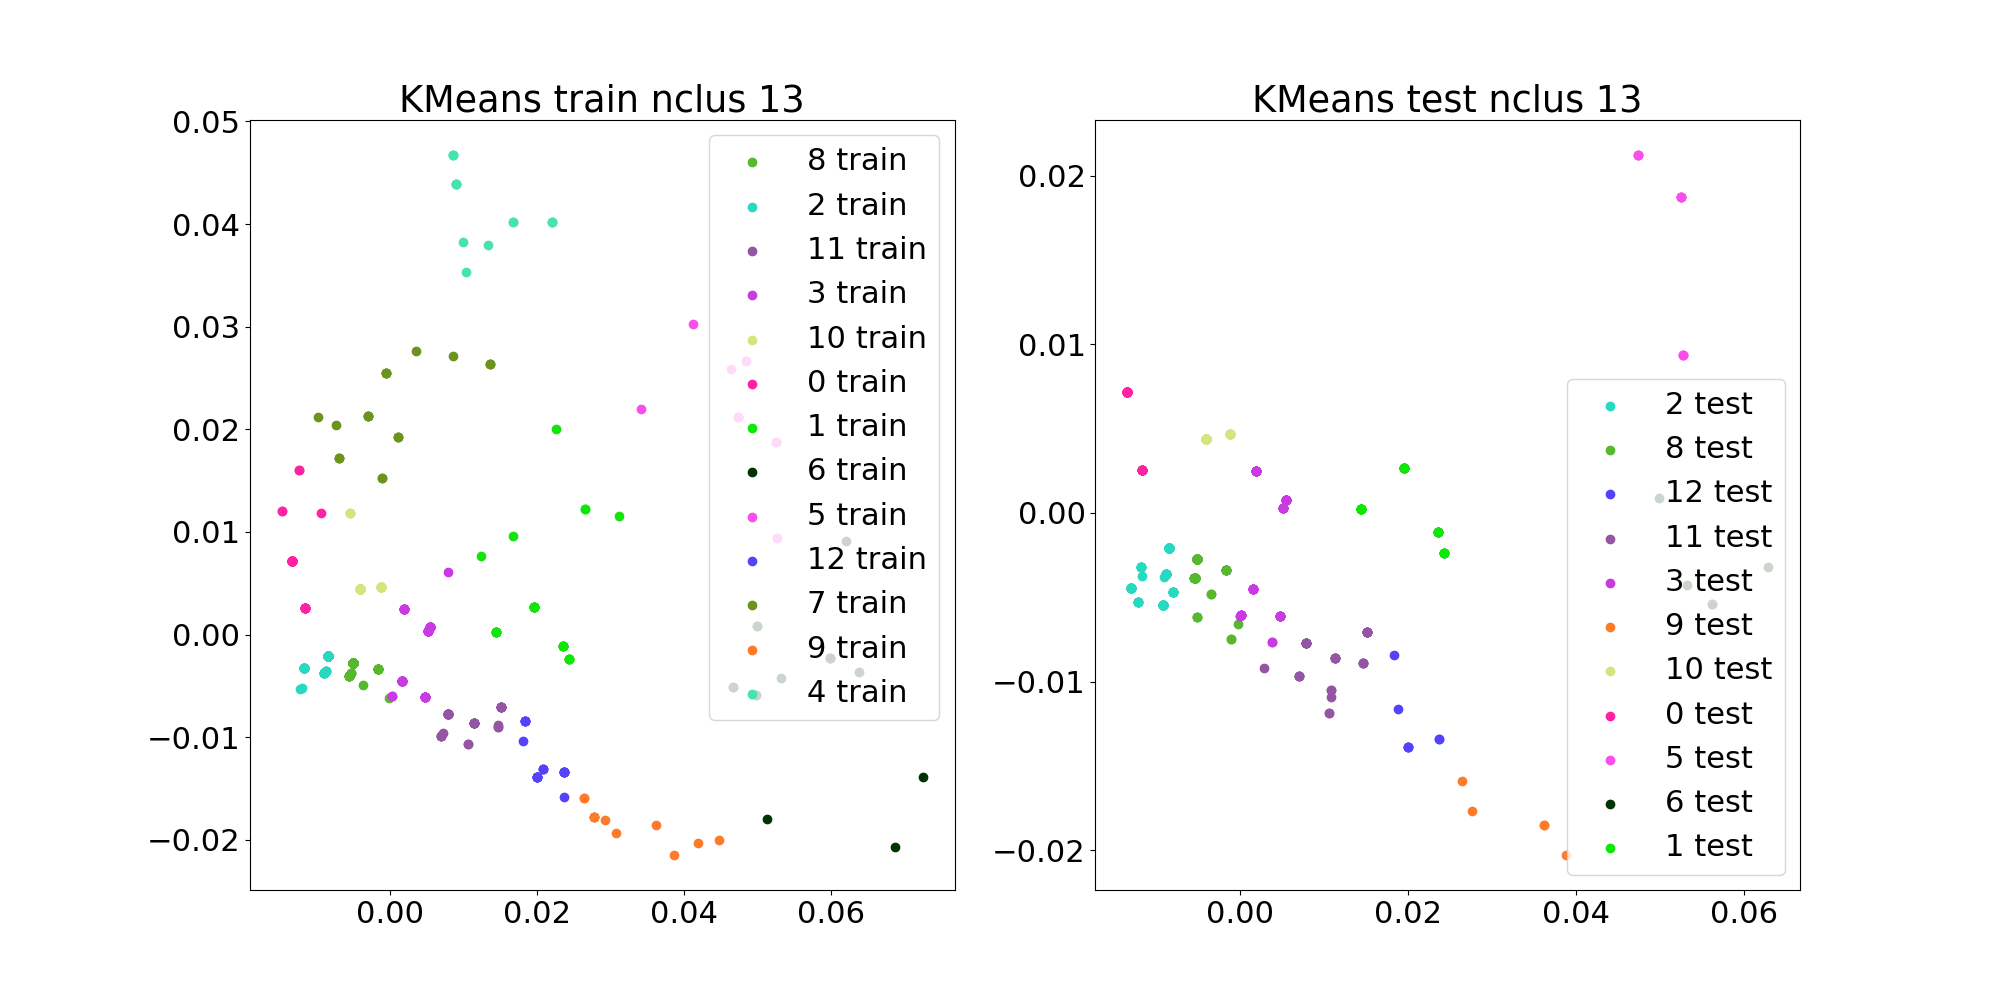 KMeans train nclus 13
0.05
0.04
0.03
0.02
0.01
0.00
−0.01
−0.02
0.00 0.02 0.04 0.06
8 train
2 train
11 train
3 train
10 train
0 train
1 train
6 train
5 train
12 train
7 train
9 train
4 train
KMeans test nclus 13
0.02
0.01
0.00
−0.01
−0.02
0.00 0.02 0.04 0.06
2 test
8 test
12 test
11 test
3 test
9 test
10 test
0 test
5 test
6 test
1 test